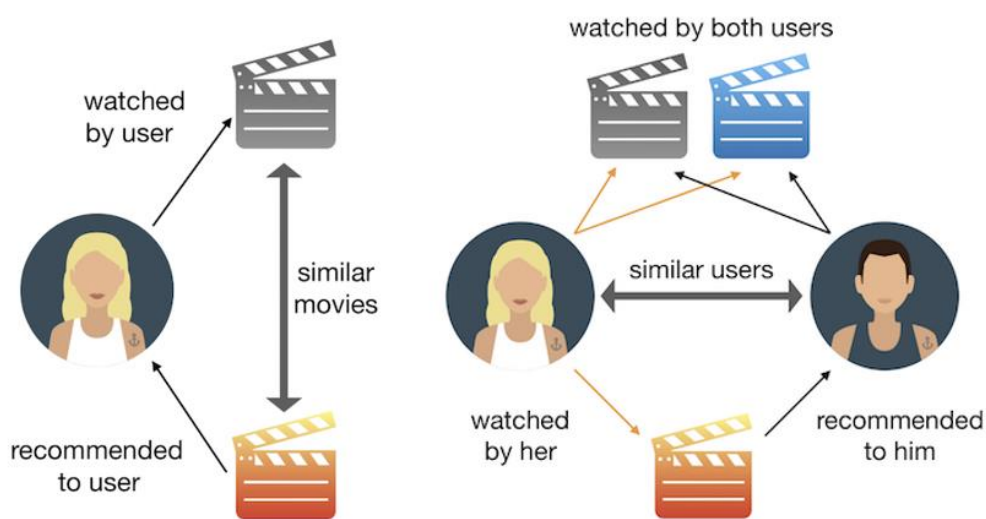 watched
by user
similar
movies
recommended
to user
watched by both users
similar users
watched
by her
recommended
to him